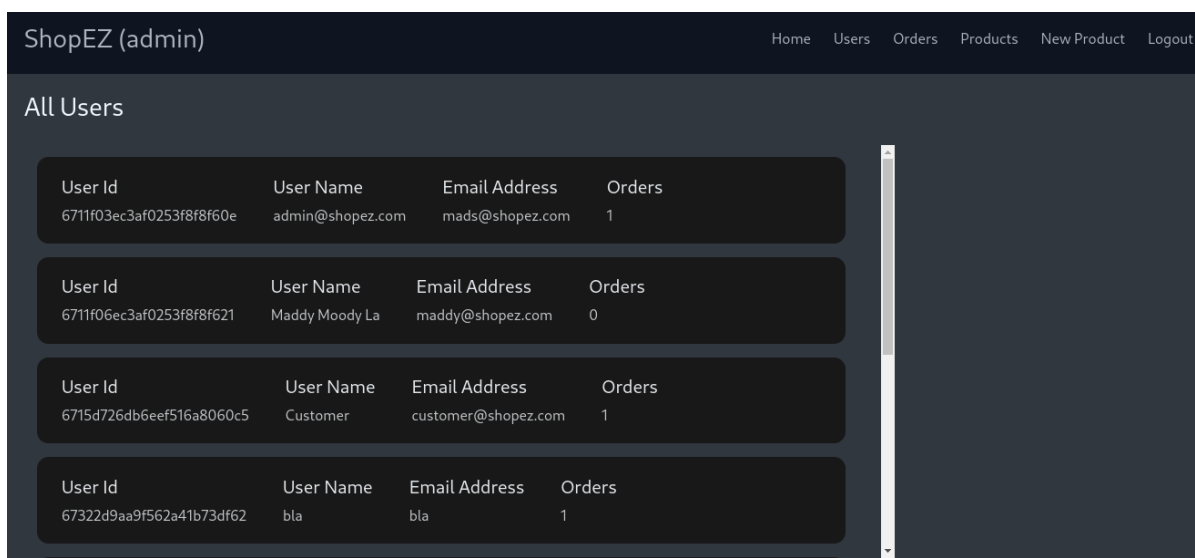 ShopEZ (admin) Home Users Orders Products New Product Logout
All Users
User Id User Name Email Address Orders
6711f03ec3af0253f8f8f60e admin@shopez.com mads@shopez.com 1
User Id User Name Email Address Orders
6711f06ec3af0253f8f8f621 Maddy Moody La maddy@shopez.com 0
User Id User Name Email Address Orders
6715d726db6eef516a8060c5 Customer customer@shopez.com 1
User Id User Name Email Address Orders
67322d9aa9f562a41b73df62 bla bla 1